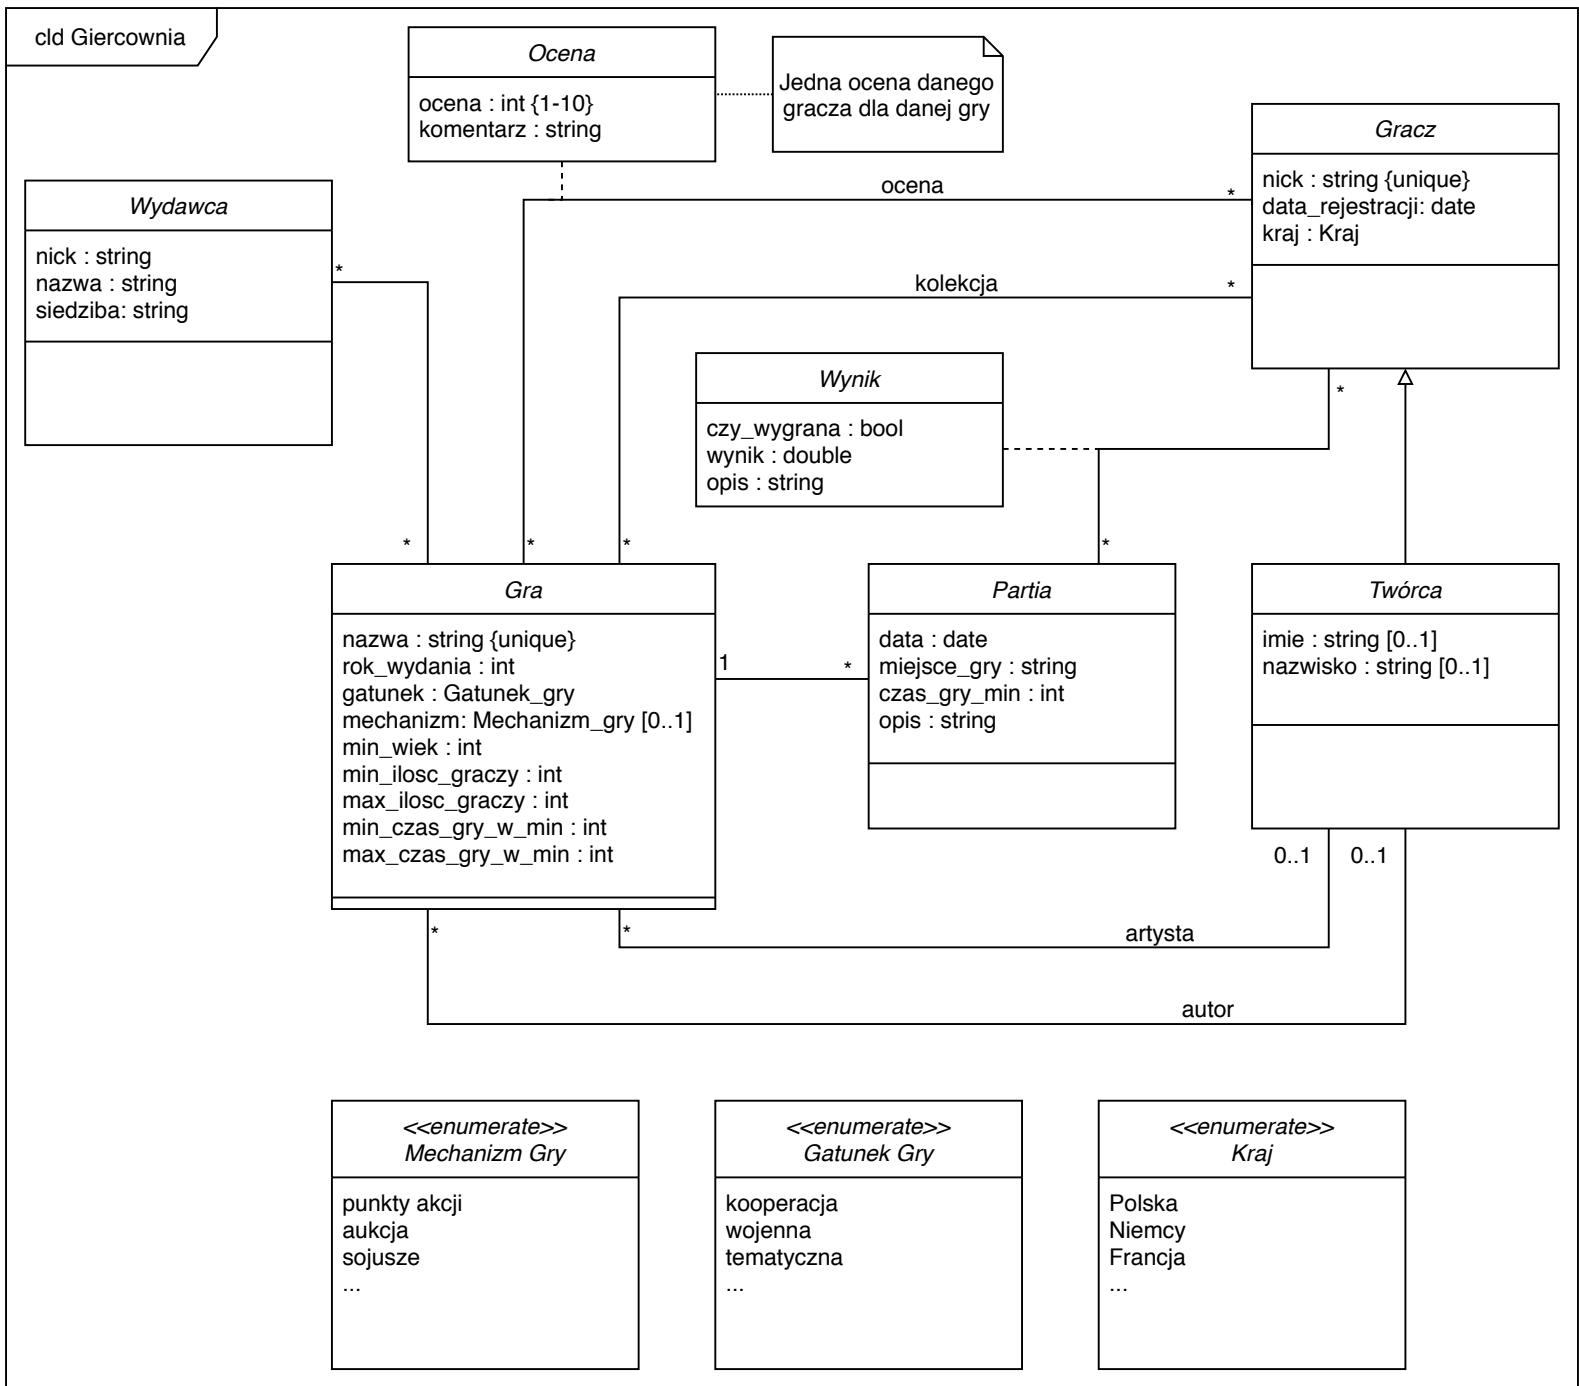 cld Giercownia
Ocena
ocena : int {1-10}
komentarz : string
Jedna ocena danego
gracza dla danej gry
Gracz
nick : string {unique}
data_rejestracji: date
kraj : Kraj
Wydawca
nick : string
nazwa : string
siedziba: string
ocena
*
*
kolekcja
*
Wynik
czy_wygrana : bool
wynik : double
opis : string
*
*
*
*
*
Gra
nazwa : string {unique}
rok_wydania : int
gatunek : Gatunek_gry
mechanizm: Mechanizm_gry [0..1]
min_wiek : int
min_ilosc_graczy : int
max_ilosc_graczy : int
min_czas_gry_w_min : int
max_czas_gry_w_min : int
1
*
Partia
data : date
miejsce_gry : string
czas_gry_min : int
opis : string
Twórca
imie : string [0..1]
nazwisko : string [0..1]
0..1
0..1
*
*
artysta
autor
<<enumerate>>
Mechanizm Gry
punkty akcji
aukcja
sojusze
...
<<enumerate>>
Gatunek Gry
kooperacja
wojenna
tematyczna
...
<<enumerate>>
Kraj
Polska
Niemcy
Francja
...